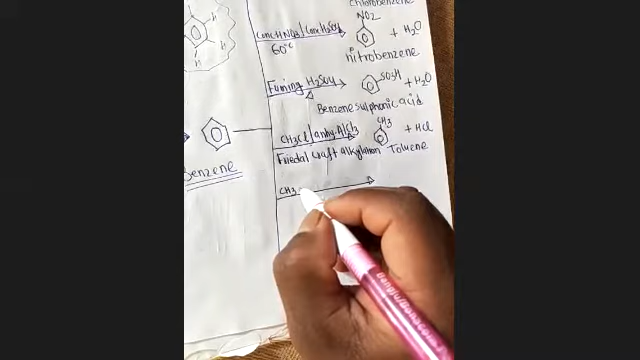 chlorobenzene
NO2
Conc.HNO3/Conc.H2SO4
60°C
+ H2O
nitrobenzene
Fuming H2SO4
Δ
SO3H
+ H2O
Benzene sulphonic acid
CH3Cl/anhy.AlCl3
CH3
+ HCl
Friedal craft alkylation
Toluene
Benzene
CH3
H
H
H